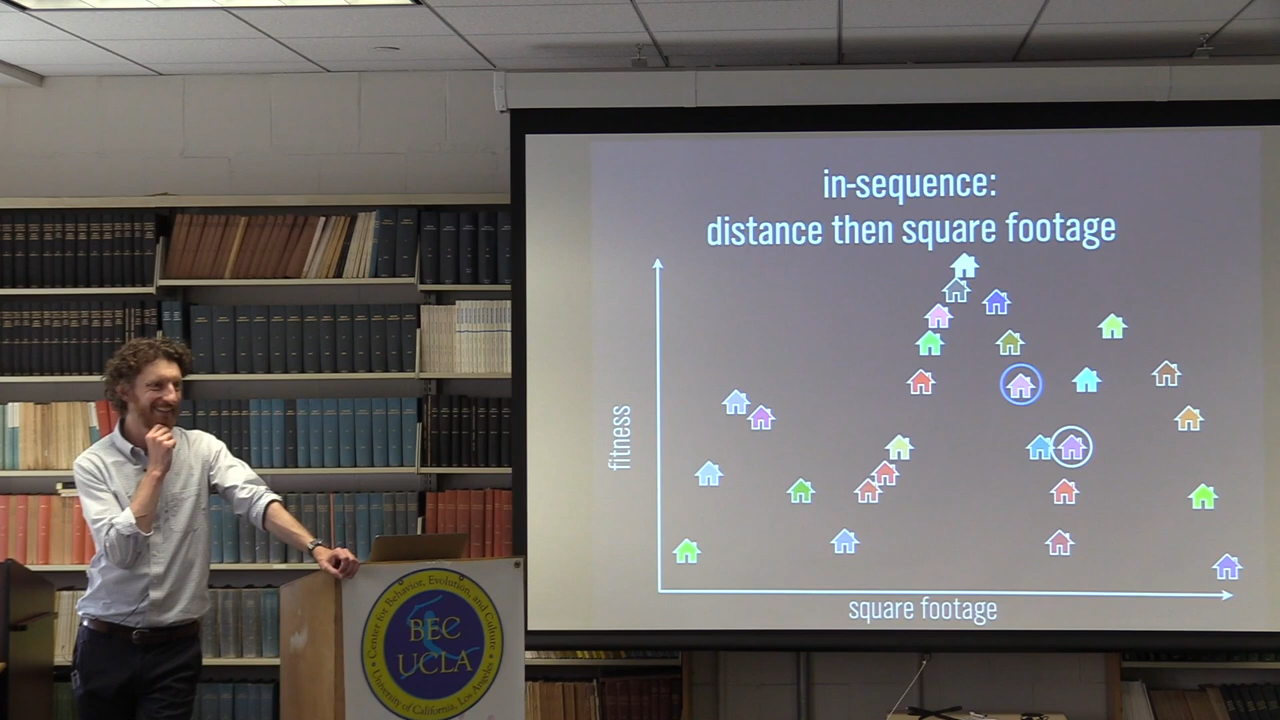 in-sequence:
distance then square footage
fitness
square footage
Center for Behavior, Evolution, and Culture
BEC
UCLA
University of California, Los Angeles